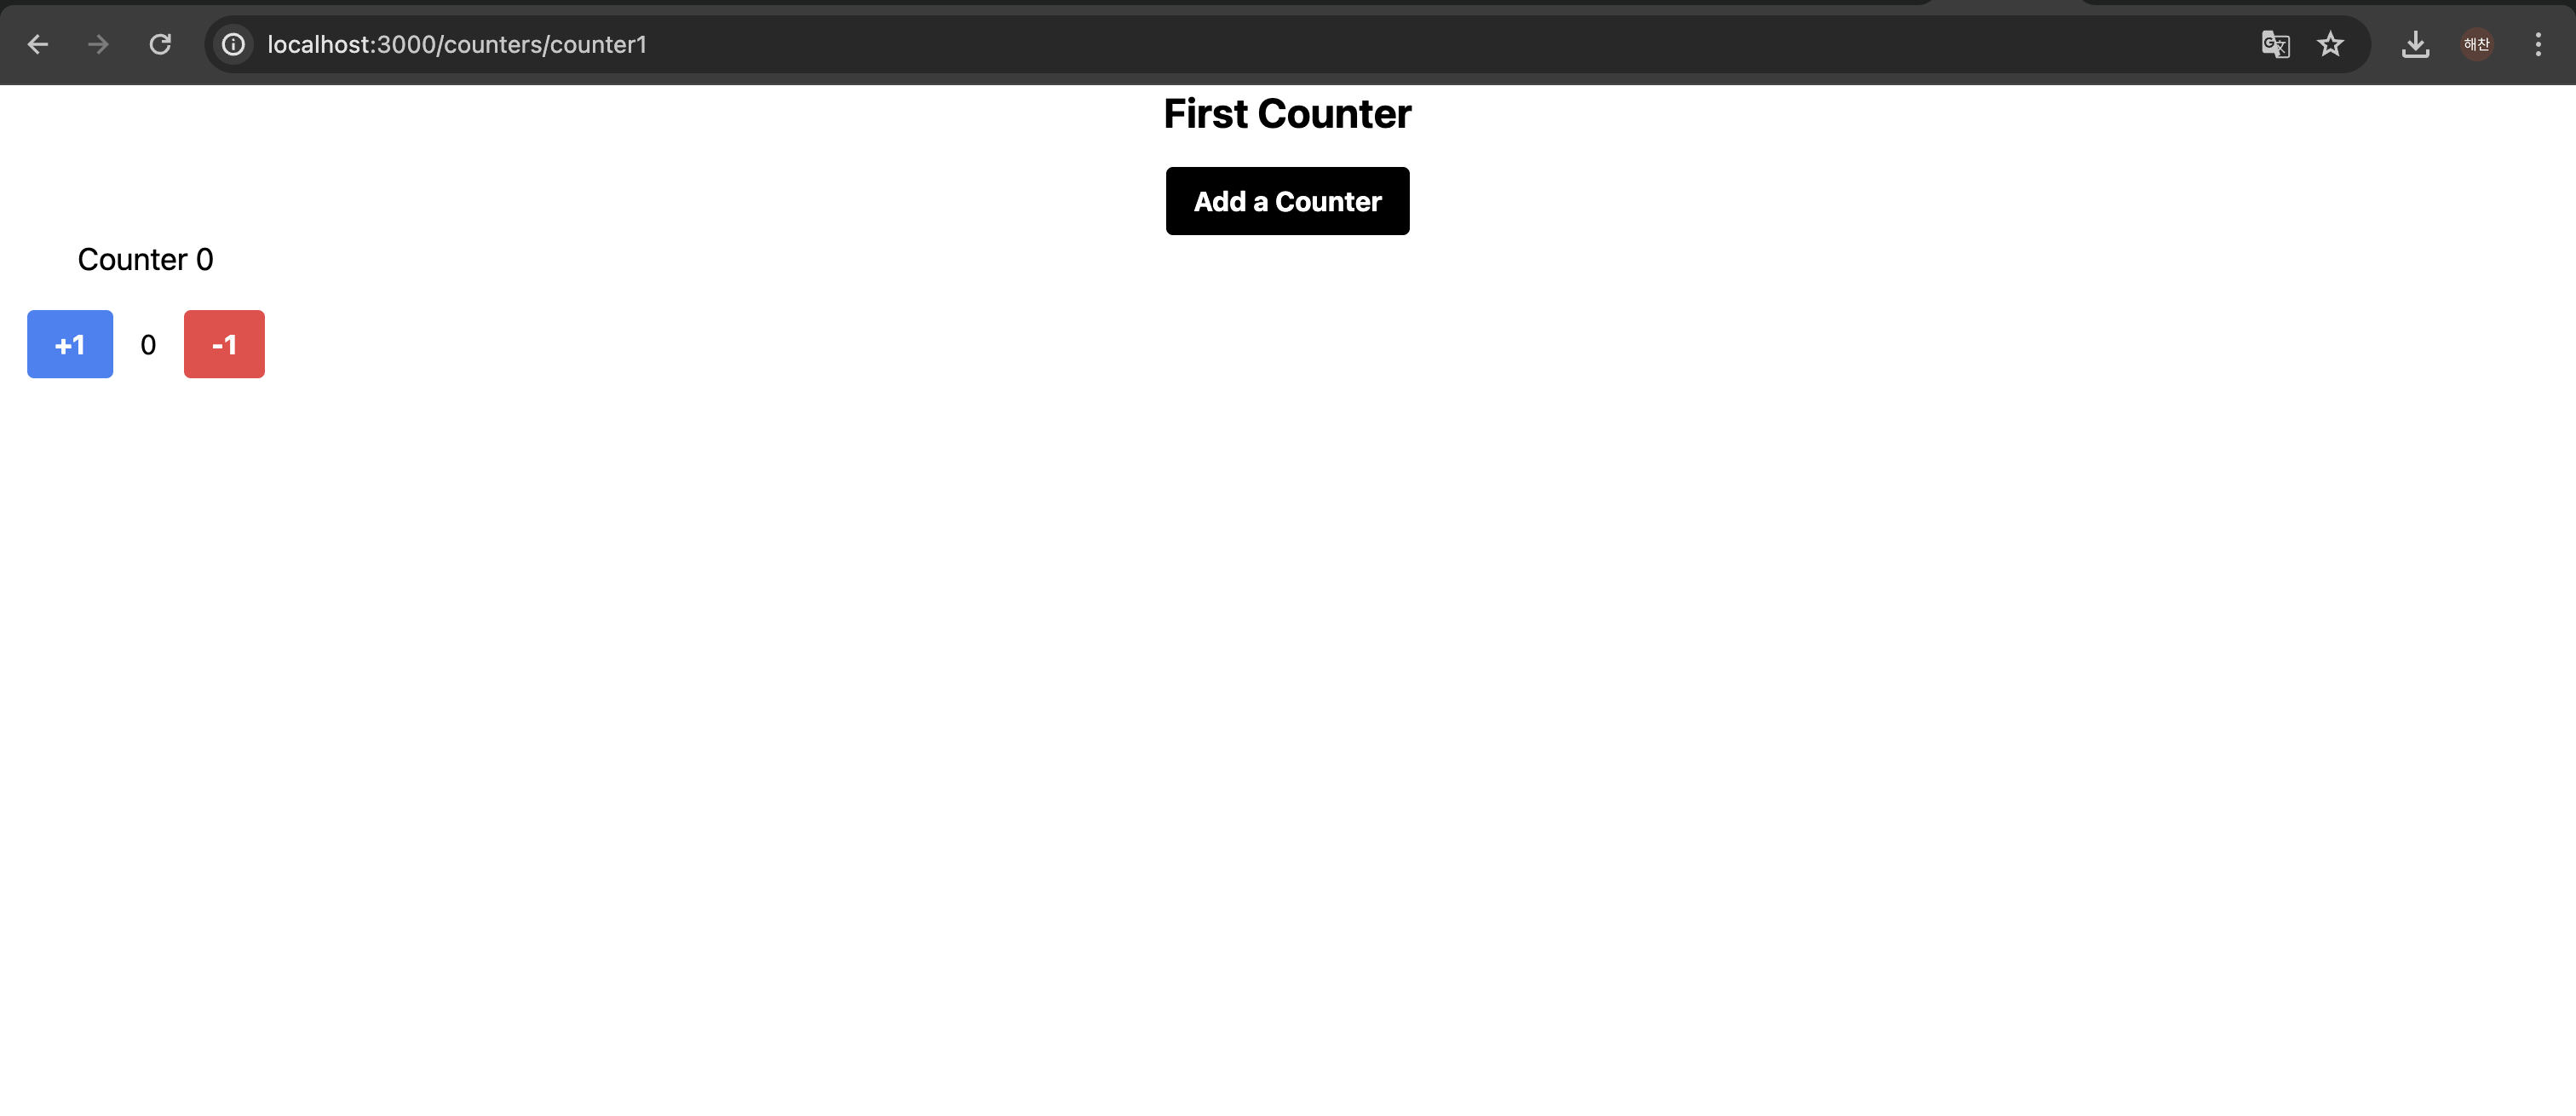 localhost:3000/counters/counter1
해찬
First Counter
Add a Counter
Counter 0
+1 0 -1